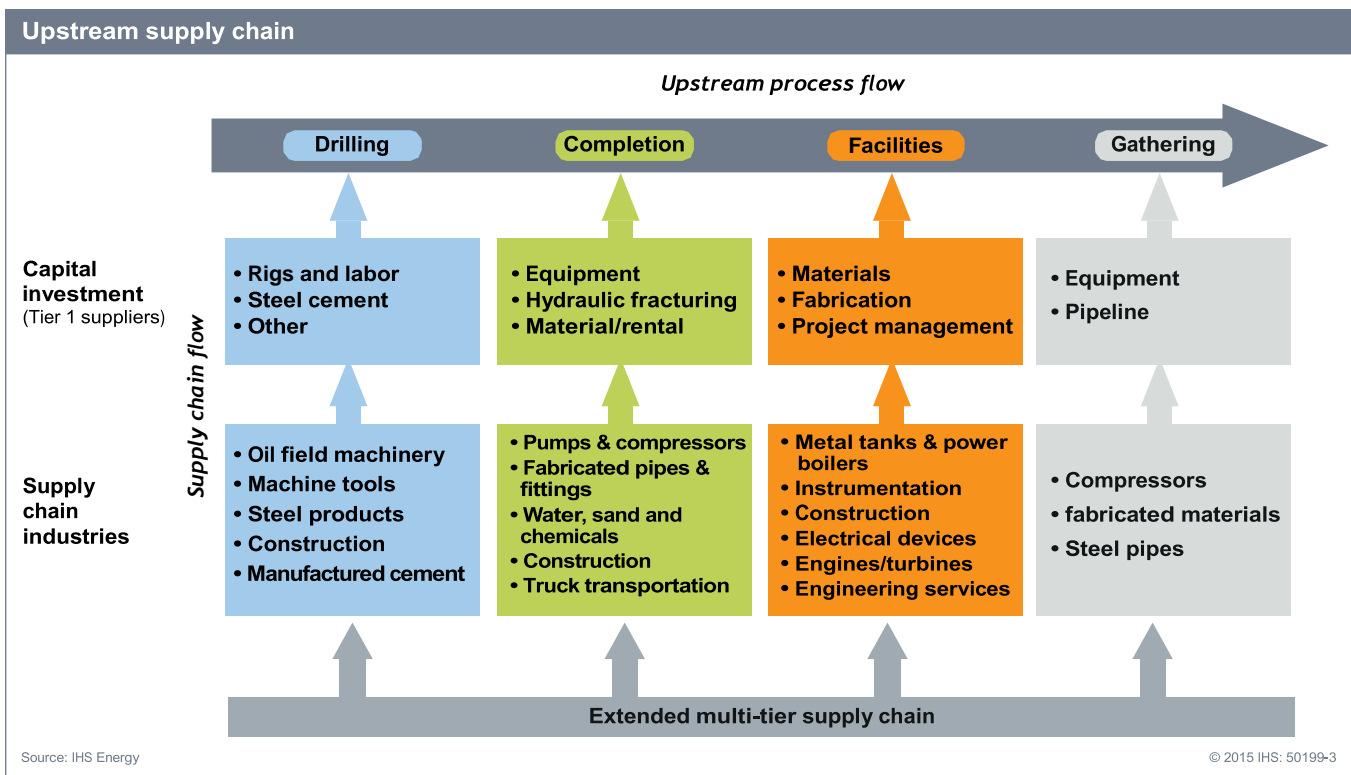 Upstream supply chain
Upstream process flow
Drilling
Completion
Facilities
Gathering
Capital
investment
(Tier 1 suppliers)
Supply chain flow
• Rigs and labor
• Steel cement
• Other
• Equipment
• Hydraulic fracturing
• Material/rental
• Materials
• Fabrication
• Project management
• Equipment
• Pipeline
Supply
chain
industries
• Oil field machinery
• Machine tools
• Steel products
• Construction
• Manufactured cement
• Pumps & compressors
• Fabricated pipes &
fittings
• Water, sand and
chemicals
• Construction
• Truck transportation
• Metal tanks & power
boilers
• Instrumentation
• Construction
• Electrical devices
• Engines/turbines
• Engineering services
• Compressors
• fabricated materials
• Steel pipes
Extended multi-tier supply chain
Source: IHS Energy
© 2015 IHS: 50199-3